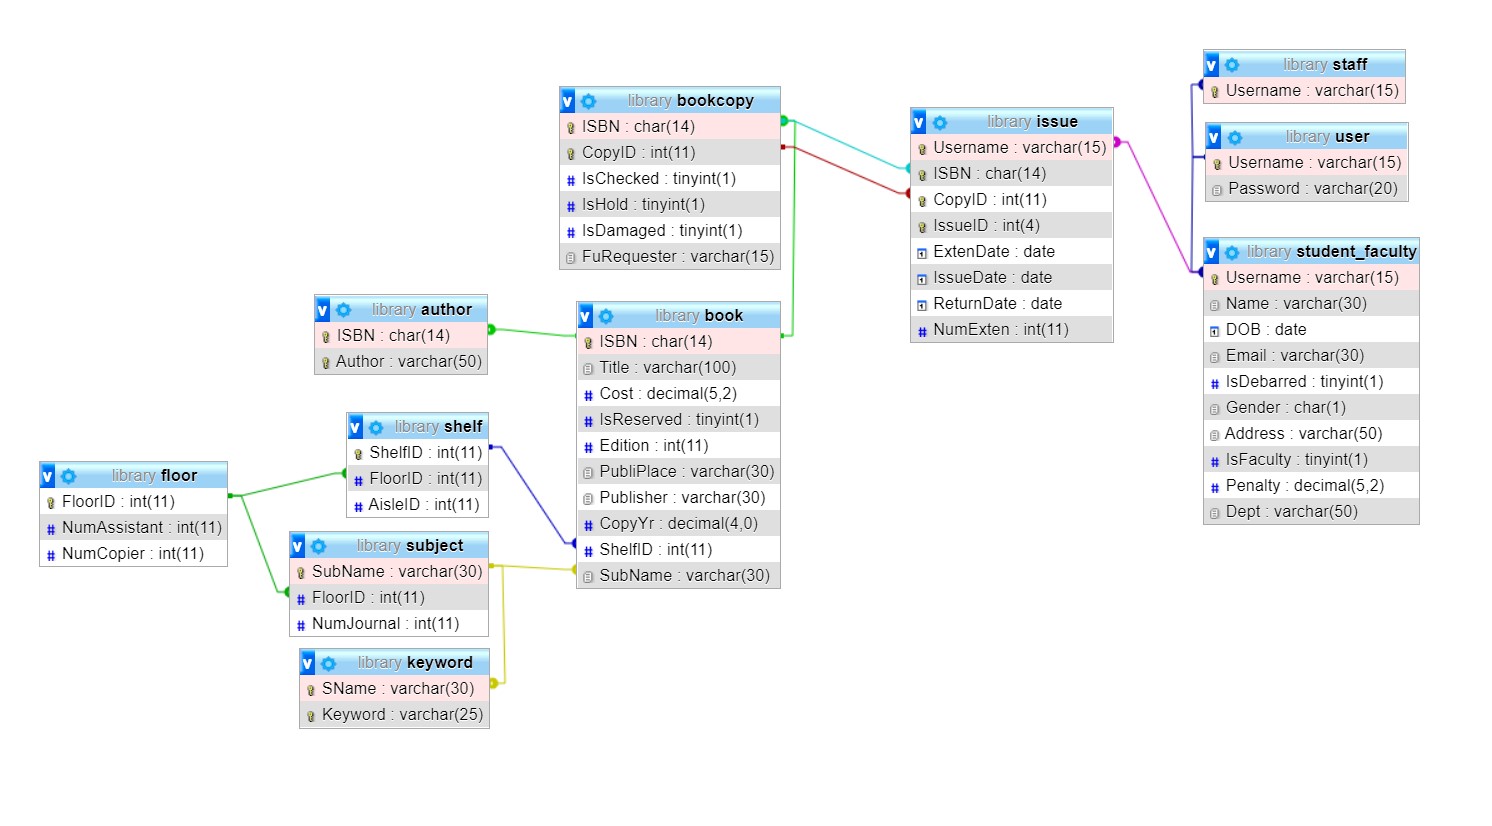 library staff
Username : varchar(15)
library user
Username : varchar(15)
Password : varchar(20)
library student_faculty
Username : varchar(15)
Name : varchar(30)
DOB : date
Email : varchar(30)
IsDebarred : tinyint(1)
Gender : char(1)
Address : varchar(50)
IsFaculty : tinyint(1)
Penalty : decimal(5,2)
Dept : varchar(50)
library bookcopy
ISBN : char(14)
CopyID : int(11)
IsChecked : tinyint(1)
IsHold : tinyint(1)
IsDamaged : tinyint(1)
FuRequester : varchar(15)
library issue
Username : varchar(15)
ISBN : char(14)
CopyID : int(11)
IssueID : int(4)
ExtenDate : date
IssueDate : date
ReturnDate : date
NumExten : int(11)
library author
ISBN : char(14)
Author : varchar(50)
library book
ISBN : char(14)
Title : varchar(100)
Cost : decimal(5,2)
IsReserved : tinyint(1)
Edition : int(11)
PubliPlace : varchar(30)
Publisher : varchar(30)
CopyYr : decimal(4,0)
ShelfID : int(11)
SubName : varchar(30)
library shelf
ShelfID : int(11)
FloorID : int(11)
AisleID : int(11)
library floor
FloorID : int(11)
NumAssistant : int(11)
NumCopier : int(11)
library subject
SubName : varchar(30)
FloorID : int(11)
NumJournal : int(11)
library keyword
SName : varchar(30)
Keyword : varchar(25)